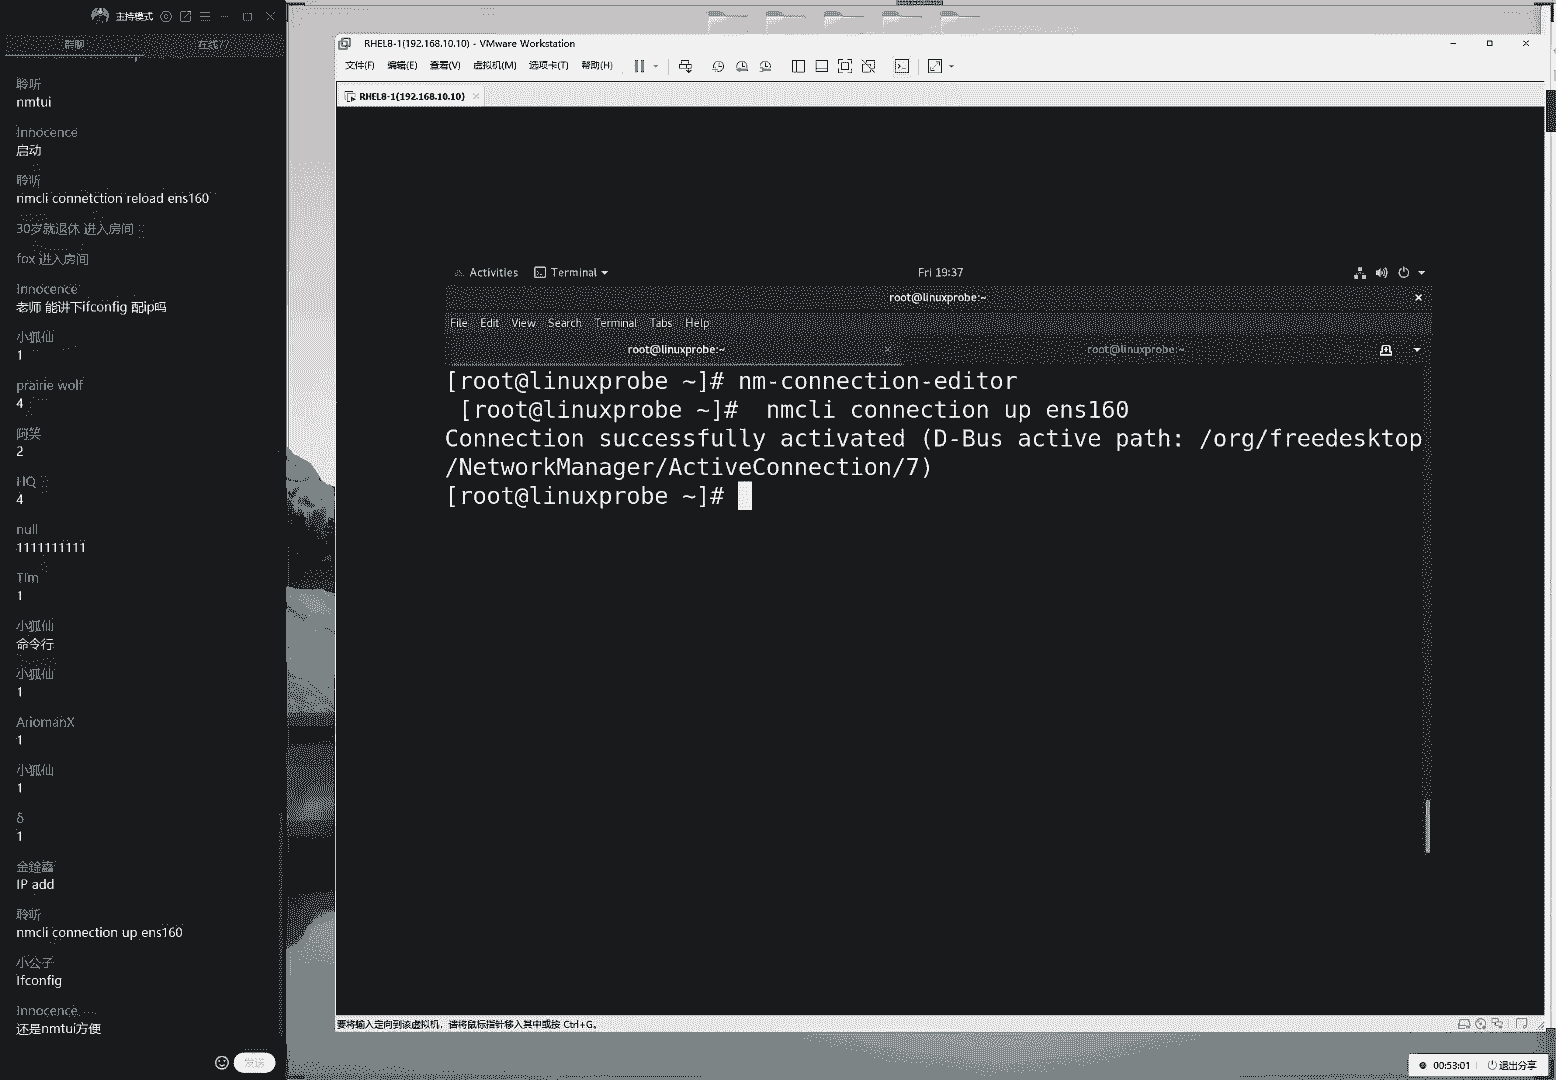 主持模式
群聊
聆听
nmtui
Innocence
启动
聆听
nmcli connetction reload ens160
30岁就退休 进入房间
fox 进入房间
Innocence
老师 能讲下ifconfig 配ip吗
小狐仙
1
prairie wolf
4
阿笑
2
HQ
4
null
1111111111
Tim
1
小狐仙
命令行
小狐仙
1
AriomanX
1
小狐仙
1
δ
1
IP add
聆听
nmcli connection up ens160
小公子
Ifconfig
Innocence
还是nmtui方便
发送
RHEL8-1(192.168.10.10) - VMware Workstation
文件(F) 编辑(E) 查看(V) 虚拟机(M) 选项卡(T) 帮助(H)
RHEL8-1(192.168.10.10)
Activities Terminal Fri 19:37
root@linuxprobe:~
File Edit View Search Terminal Tabs Help
root@linuxprobe:~ root@linuxprobe:~
[root@linuxprobe ~]# nm-connection-editor
[root@linuxprobe ~]# nmcli connection up ens160
Connection successfully activated (D-Bus active path: /org/freedesktop
/NetworkManager/ActiveConnection/7)
[root@linuxprobe ~]#
要将输入定向到该虚拟机，请将鼠标指针移入其中或按 Ctrl+G。
00:53:01 退出分享